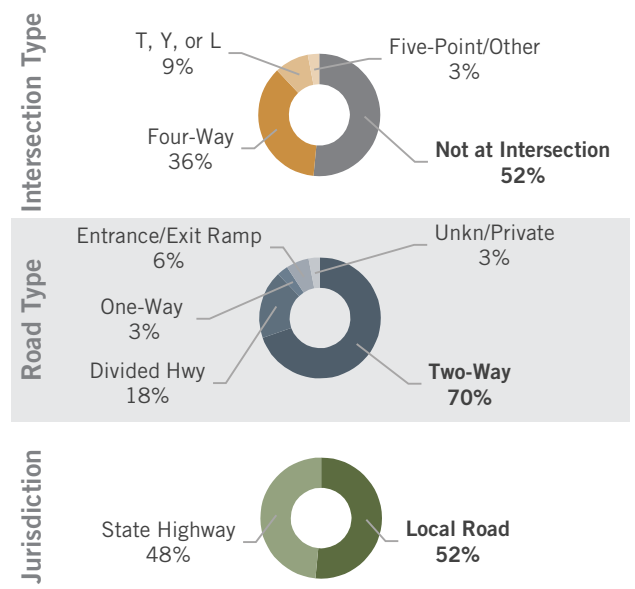 Intersection Type
T, Y, or L
9%
Five-Point/Other
3%
Four-Way
36%
Not at Intersection
52%
Road Type
Entrance/Exit Ramp
6%
Unkn/Private
3%
One-Way
3%
Divided Hwy
18%
Two-Way
70%
Jurisdiction
State Highway
48%
Local Road
52%